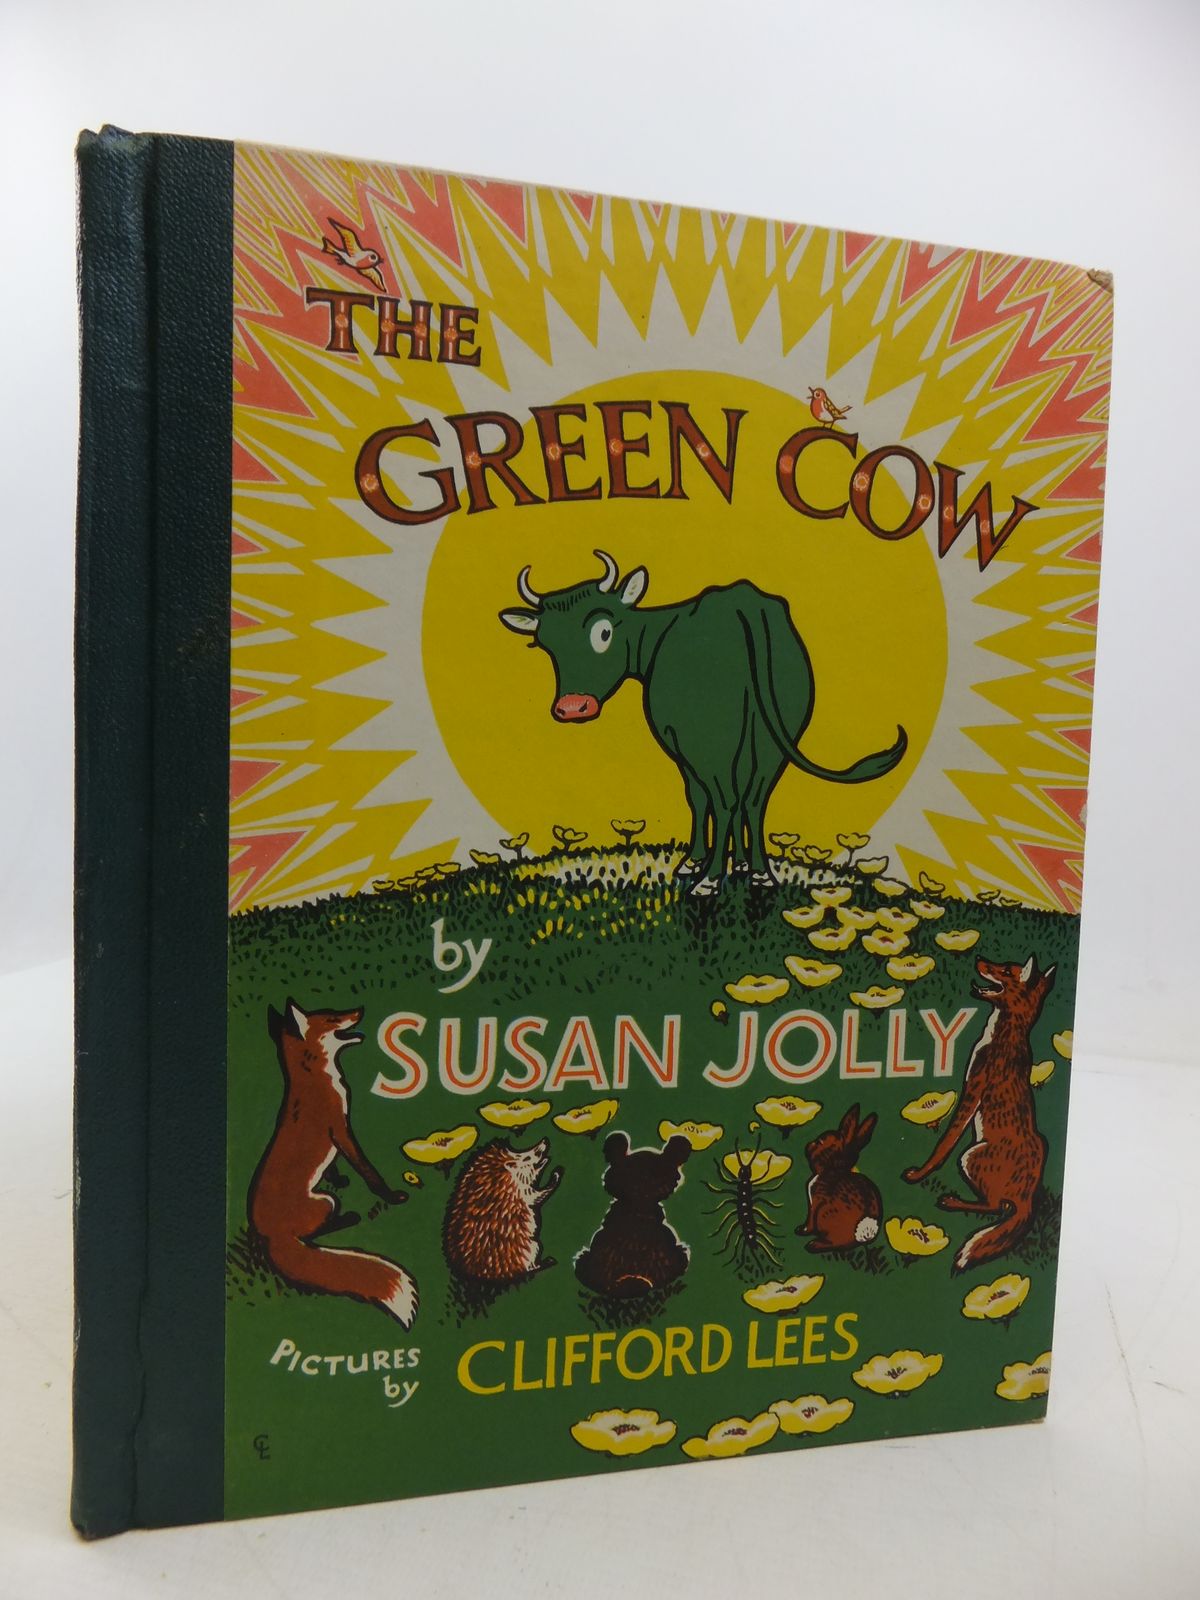 THE
GREEN COW
by
SUSAN JOLLY
PICTURES
by
CLIFFORD LEES
CL